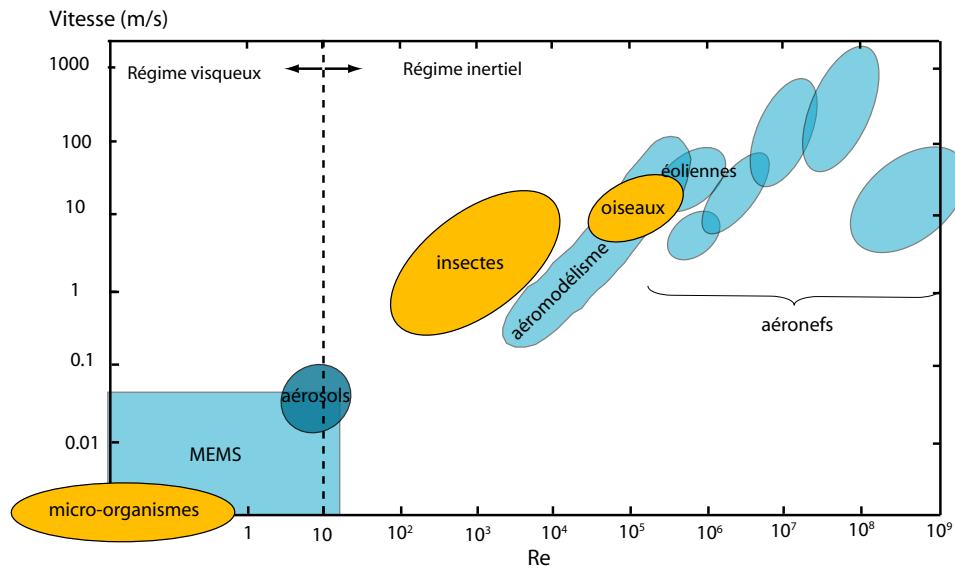 Vitesse (m/s)
1000
Régime visqueux
Régime inertiel
100
éoliennes
10
oiseaux
insectes
1
aéromodélisme
aéronefs
0.1
aérosols
0.01
MEMS
micro-organismes
1
10
10²
10³
10⁴
10⁵
10⁶
10⁷
10⁸
10⁹
Re